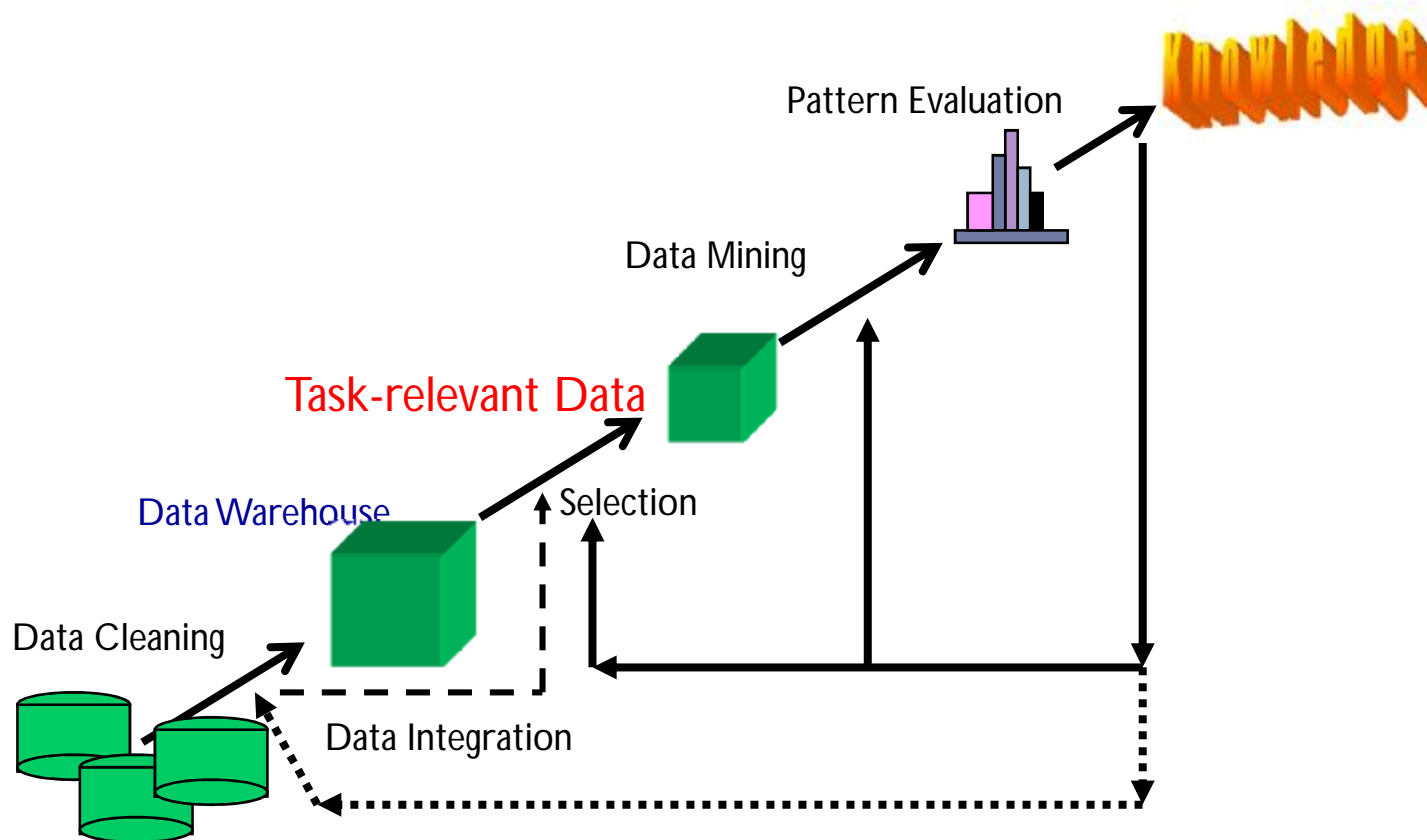 Knowledge
Pattern Evaluation
Data Mining
Task-relevant Data
Selection
Data Warehouse
Data Cleaning
Data Integration